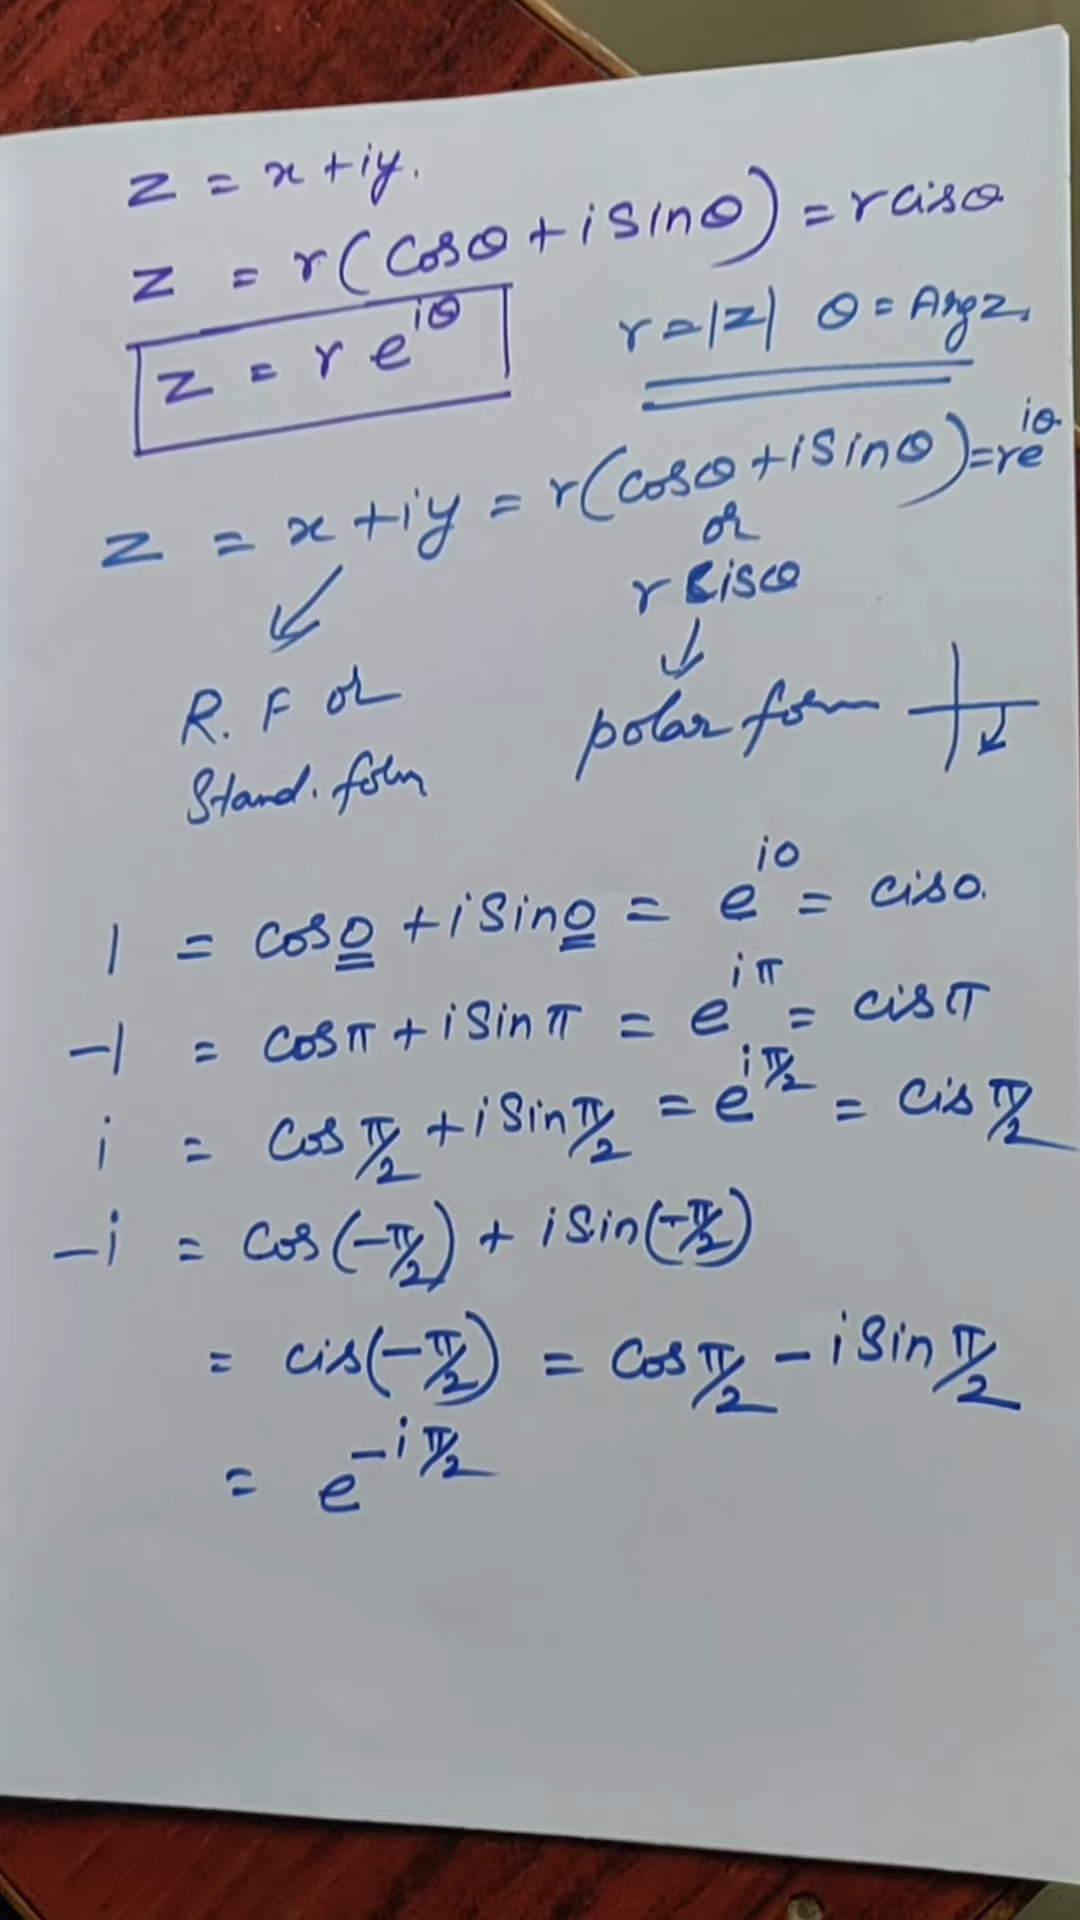 z = x + iy.
z = r(cosθ + i sinθ) = r cisθ
z = r e^{iθ}
r = |z| θ = Arg z.
z = x + iy = r(cosθ + i sinθ) = re^{iθ}
or
r cisθ
R. F or
Stand. form
polar form
1 = cos0 + i sin0 = e^{i0} = cis0.
-1 = cosπ + i sinπ = e^{iπ} = cisπ
i = cos π/2 + i sin π/2 = e^{iπ/2} = cis π/2
-i = cos(-π/2) + i sin(-π/2)
= cis(-π/2) = cos π/2 - i sin π/2
= e^{-iπ/2}